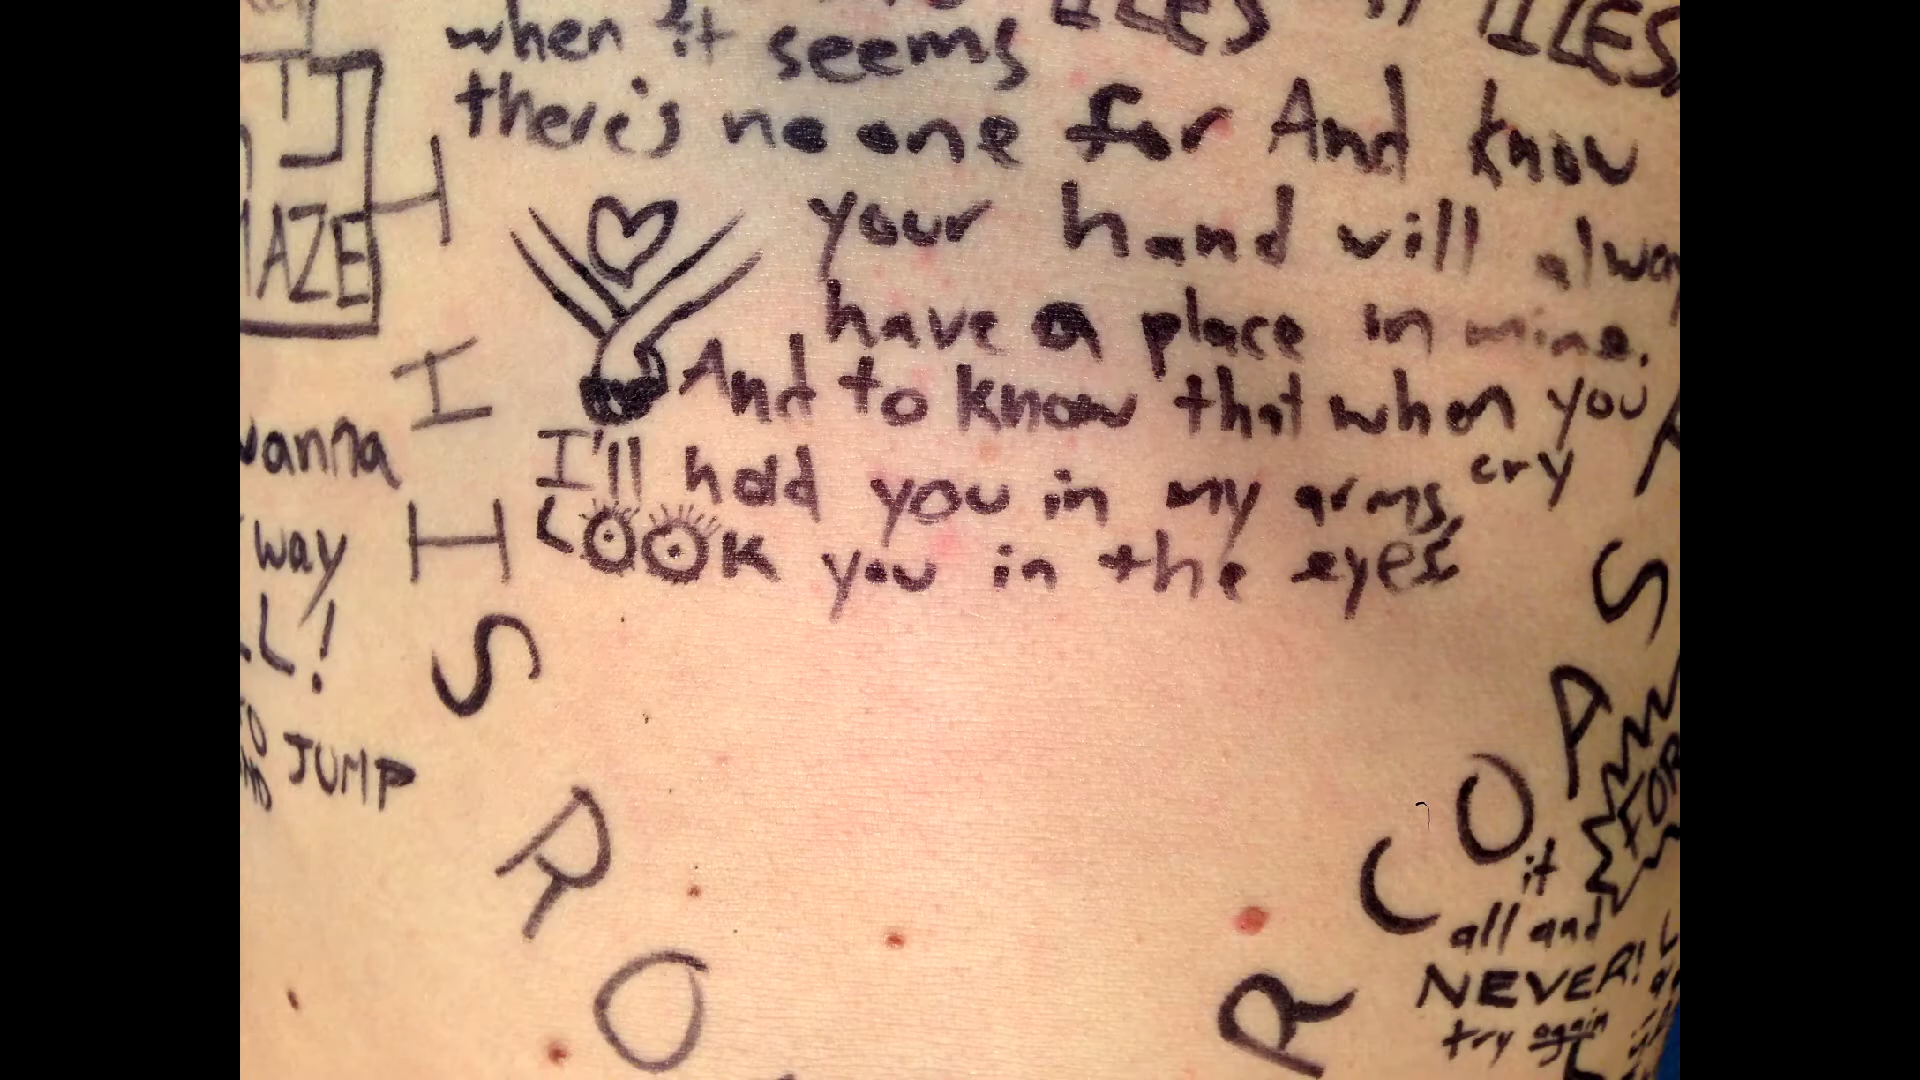 when it seems
there's no one for And know
your hand will
have a place in mine.
And to know that when you
cry
I'll hold you in my arms,
LOOK you in the eyes,
MAZE
wanna
way
JUMP
H
I
I
S
R
O
S
P
O
C
R
FOR
it
all and
NEVER!
try again